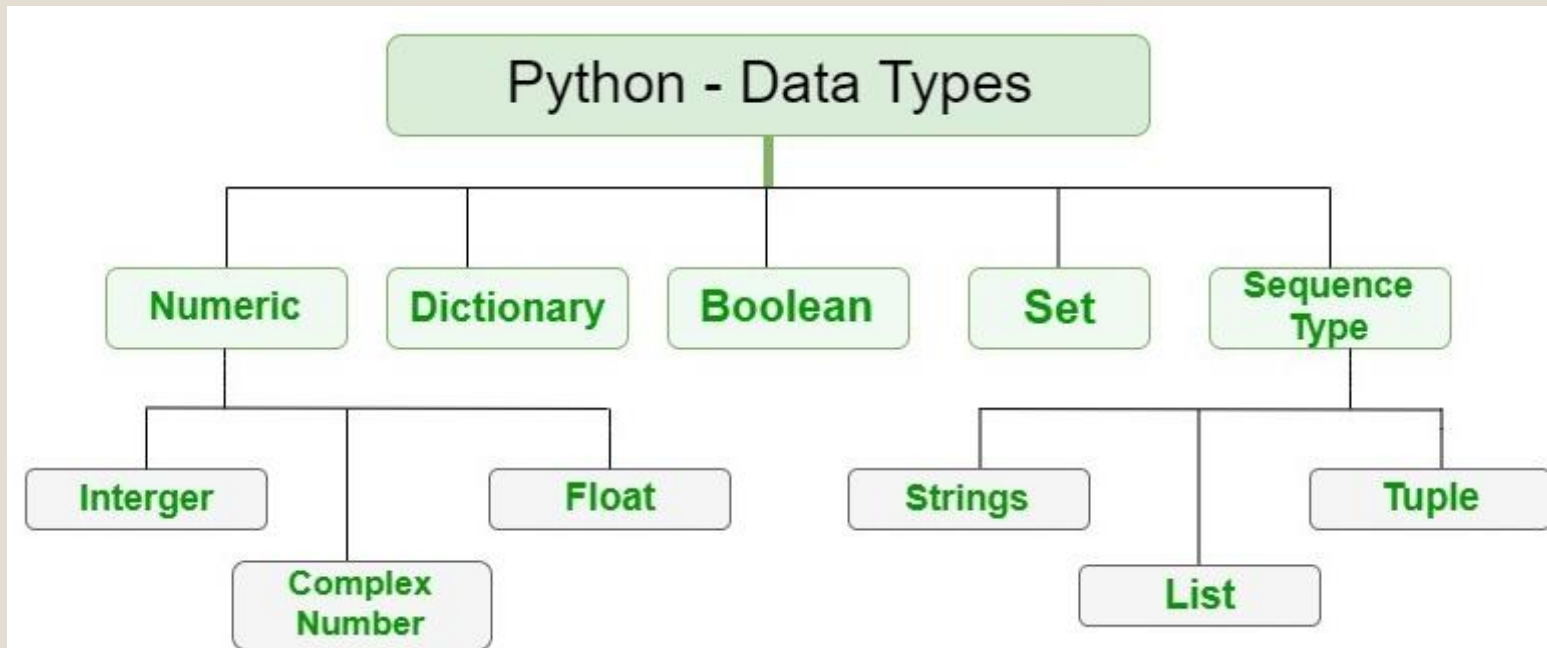 Python - Data Types
Numeric
Dictionary
Boolean
Set
Sequence
Type
Interger
Float
Strings
Tuple
Complex
Number
List